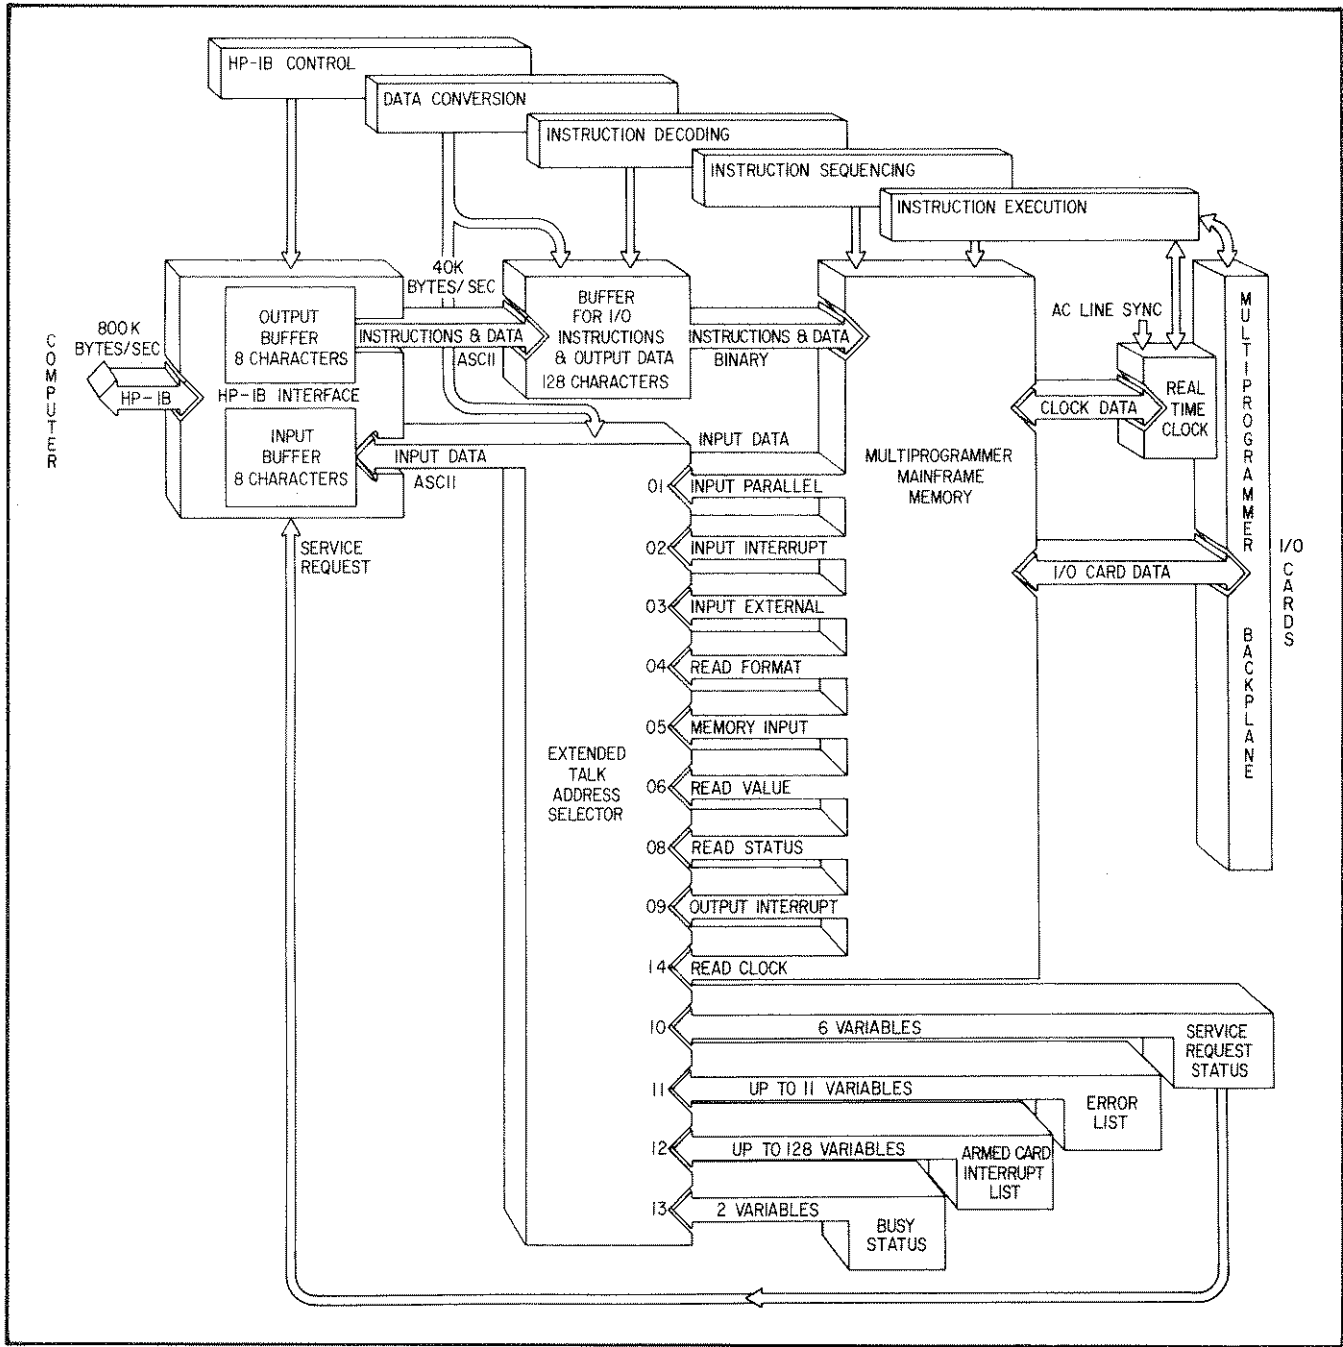 HP-IB CONTROL
DATA CONVERSION
INSTRUCTION DECODING
INSTRUCTION SEQUENCING
INSTRUCTION EXECUTION
COMPUTER
800K
BYTES/SEC
HP-IB
OUTPUT
BUFFER
8 CHARACTERS
HP-IB INTERFACE
INPUT
BUFFER
8 CHARACTERS
40K
BYTES/SEC
INSTRUCTIONS & DATA
ASCII
BUFFER
FOR I/O
INSTRUCTIONS
& OUTPUT DATA
128 CHARACTERS
INSTRUCTIONS & DATA
BINARY
AC LINE SYNC
REAL
TIME
CLOCK
CLOCK DATA
MULTIPROGRAMMER
MAINFRAME
MEMORY
I/O CARD DATA
MULTIPROGRAMMER BACKPLANE
I/O CARDS
INPUT DATA
ASCII
INPUT DATA
SERVICE
REQUEST
EXTENDED
TALK
ADDRESS
SELECTOR
01 INPUT PARALLEL
02 INPUT INTERRUPT
03 INPUT EXTERNAL
04 READ FORMAT
05 MEMORY INPUT
06 READ VALUE
08 READ STATUS
09 OUTPUT INTERRUPT
14 READ CLOCK
10 6 VARIABLES
SERVICE
REQUEST
STATUS
11 UP TO 11 VARIABLES
ERROR
LIST
12 UP TO 128 VARIABLES
ARMED CARD
INTERRUPT
LIST
13 2 VARIABLES
BUSY
STATUS